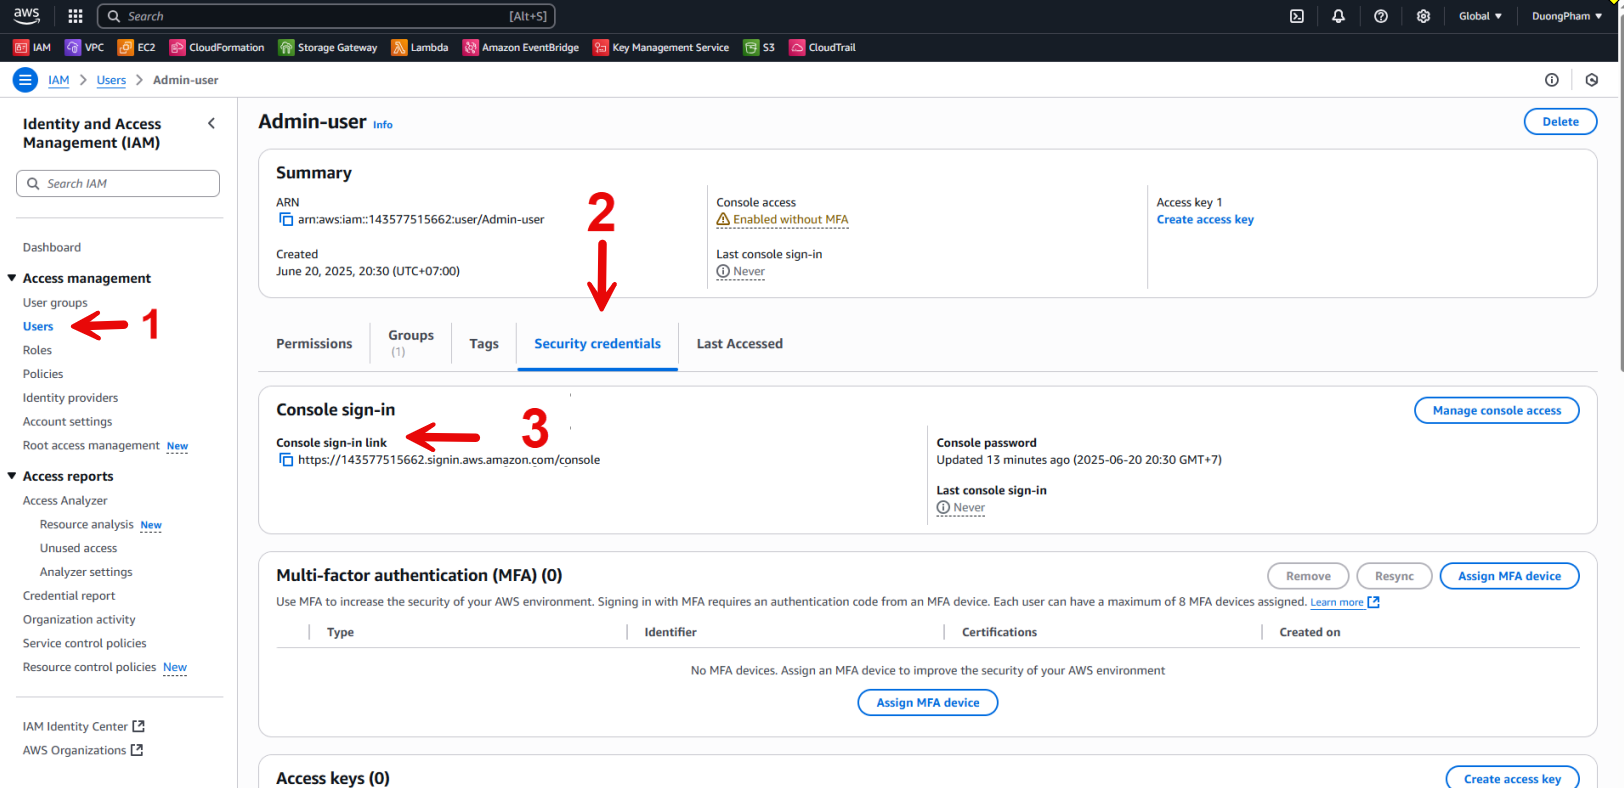 aws
Search [Alt+S]
Global DuongPham
IAM VPC EC2 CloudFormation Storage Gateway Lambda Amazon EventBridge Key Management Service S3 CloudTrail
IAM Users Admin-user
Identity and Access
Management (IAM)
Search IAM
Dashboard
Access management
User groups
Users 1
Roles
Policies
Identity providers
Account settings
Root access management New
Access reports
Access Analyzer
Resource analysis New
Unused access
Analyzer settings
Credential report
Organization activity
Service control policies
Resource control policies New
IAM Identity Center
AWS Organizations
Admin-user Info
Delete
Summary
ARN
arn:aws:iam::143577515662:user/Admin-user
Created
June 20, 2025, 20:30 (UTC+07:00)
2
Console access
Enabled without MFA
Last console sign-in
Never
Access key 1
Create access key
Permissions
Groups
(1)
Tags
Security credentials
Last Accessed
Console sign-in
Manage console access
Console sign-in link 3
https://143577515662.signin.aws.amazon.com/console
Console password
Updated 13 minutes ago (2025-06-20 20:30 GMT+7)
Last console sign-in
Never
Multi-factor authentication (MFA) (0)
Remove Resync Assign MFA device
Use MFA to increase the security of your AWS environment. Signing in with MFA requires an authentication code from an MFA device. Each user can have a maximum of 8 MFA devices assigned. Learn more
Type Identifier Certifications Created on
No MFA devices. Assign an MFA device to improve the security of your AWS environment
Assign MFA device
Access keys (0)
Create access key